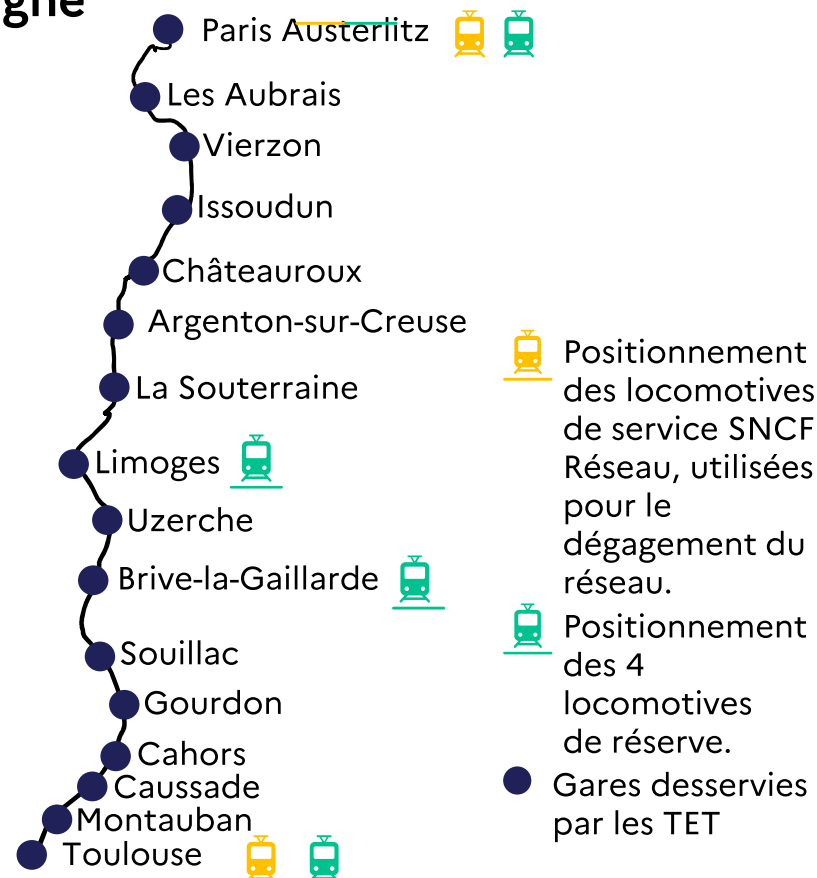 gne
Paris Austerlitz
Les Aubrais
Vierzon
Issoudun
Châteauroux
Argenton-sur-Creuse
La Souterraine
Limoges
Uzerche
Brive-la-Gaillarde
Souillac
Gourdon
Cahors
Caussade
Montauban
Toulouse
Positionnement
des locomotives
de service SNCF
Réseau, utilisées
pour le
dégagement du
réseau.
Positionnement
des 4
locomotives
de réserve.
Gares desservies
par les TET